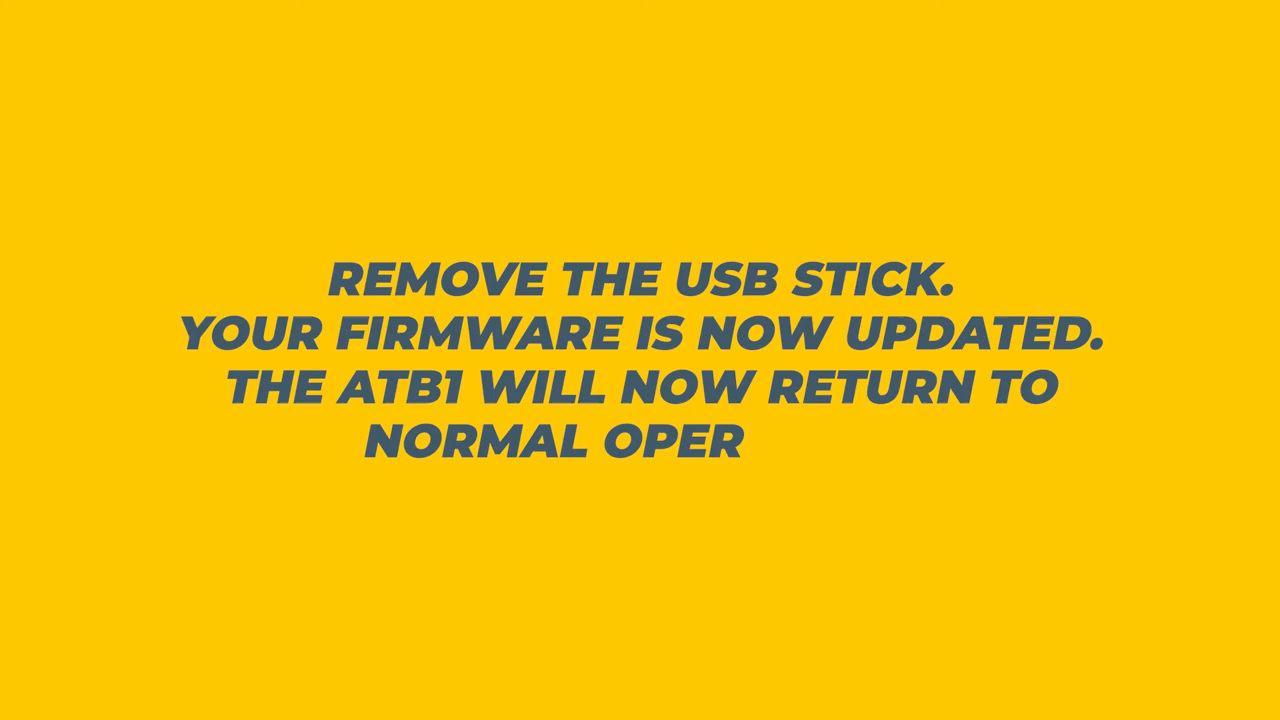 REMOVE THE USB STICK.
YOUR FIRMWARE IS NOW UPDATED.
THE ATB1 WILL NOW RETURN TO
NORMAL OPER